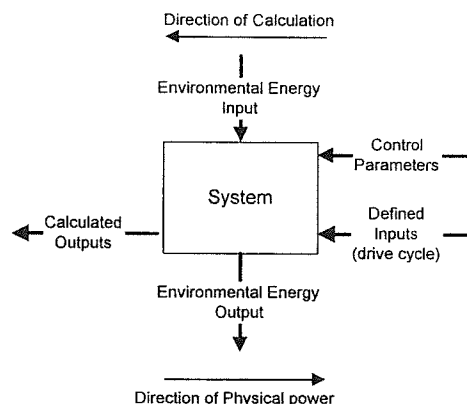 Direction of Calculation
Environmental Energy
Input
Control
Parameters
System
Calculated
Outputs
Defined
Inputs
(drive cycle)
Environmental Energy
Output
Direction of Physical power